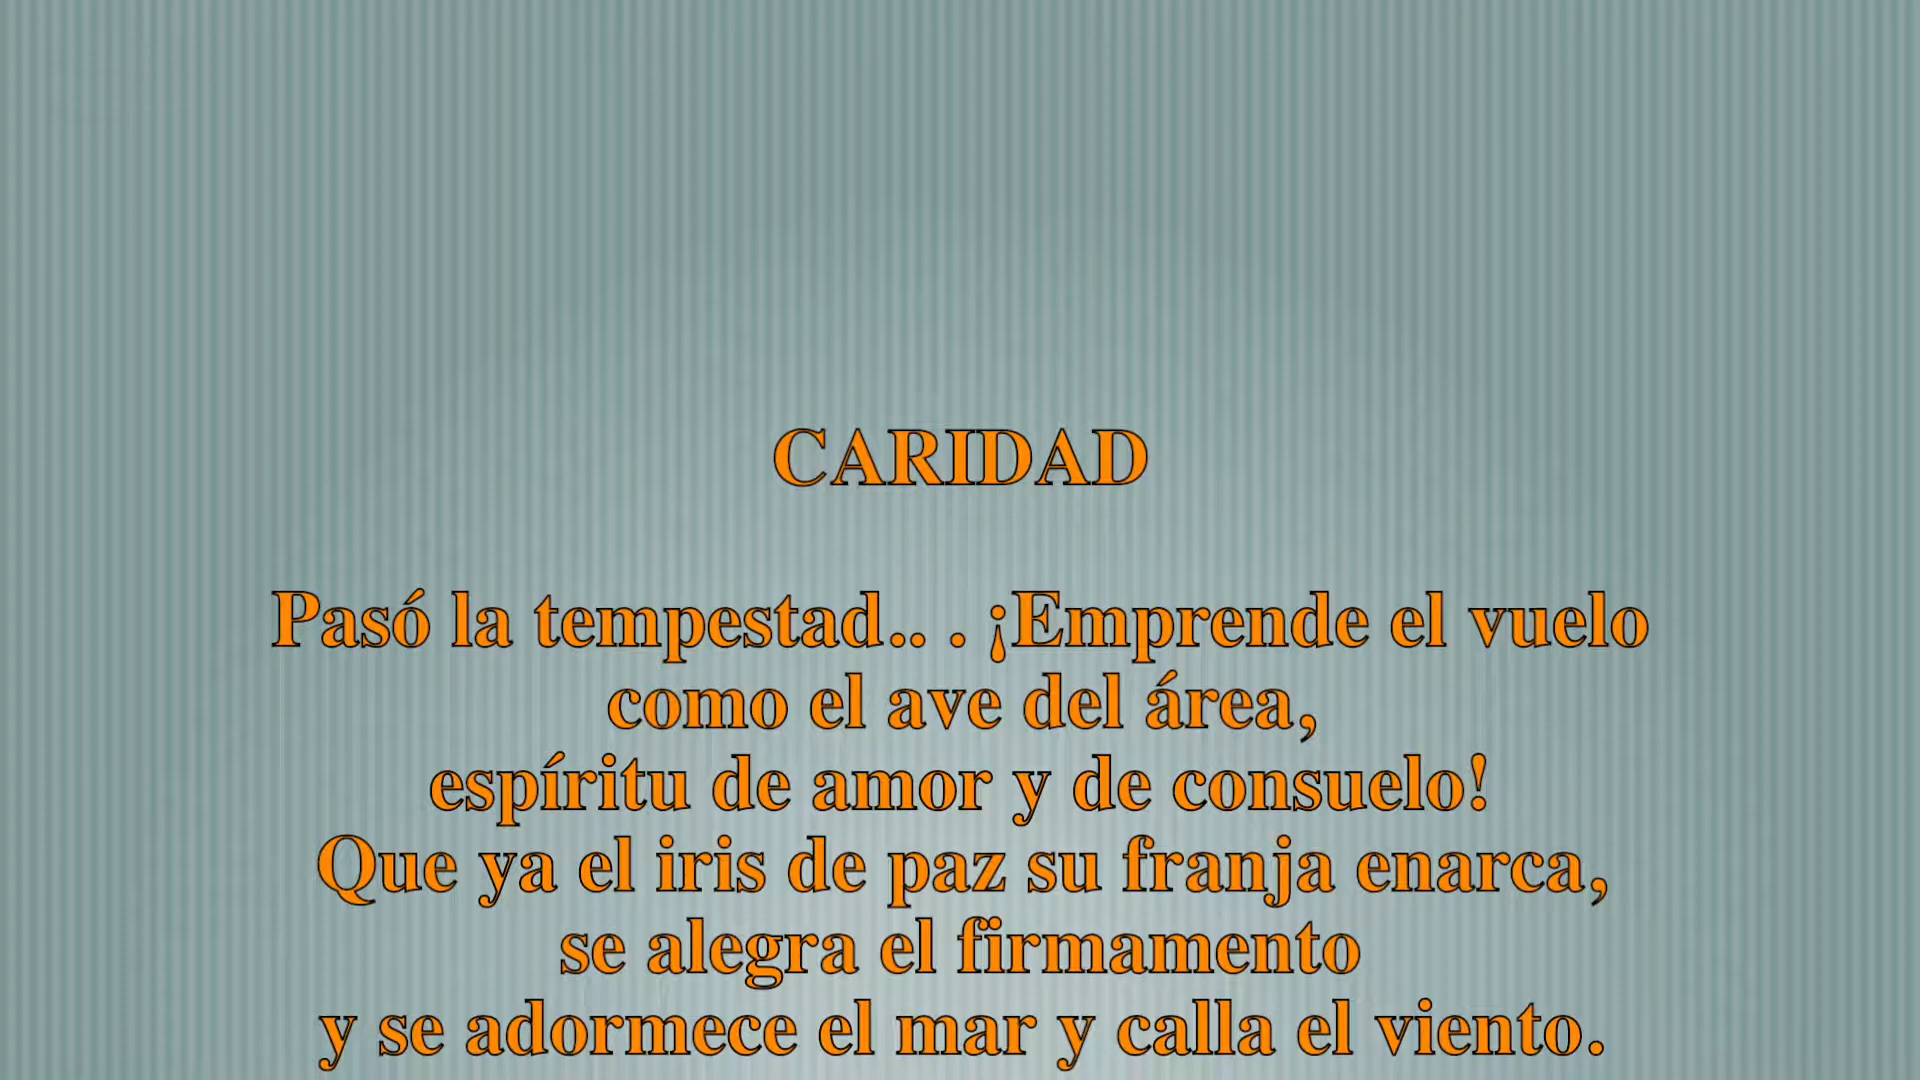 CARIDAD
Pasó la tempestad.. . ¡Emprende el vuelo
como el ave del área,
espíritu de amor y de consuelo!
Que ya el iris de paz su franja enarca,
se alegra el firmamento
y se adormece el mar y calla el viento.